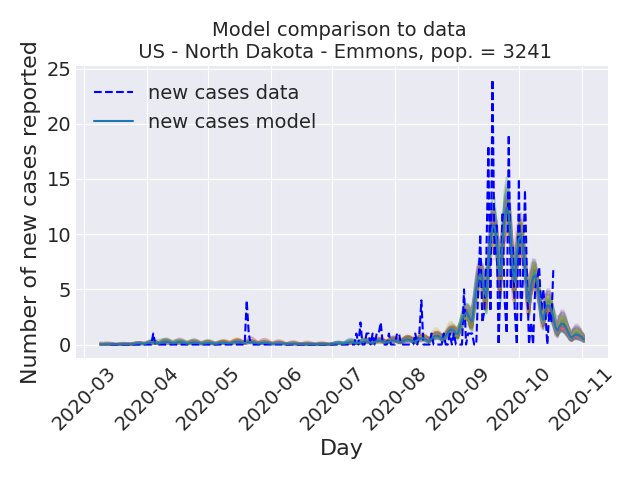 Model comparison to data
US - North Dakota - Emmons, pop. = 3241
Number of new cases reported
25
20
15
10
5
0
new cases data
new cases model
2020-03
2020-04
2020-05
2020-06
2020-07
2020-08
2020-09
2020-10
2020-11
Day